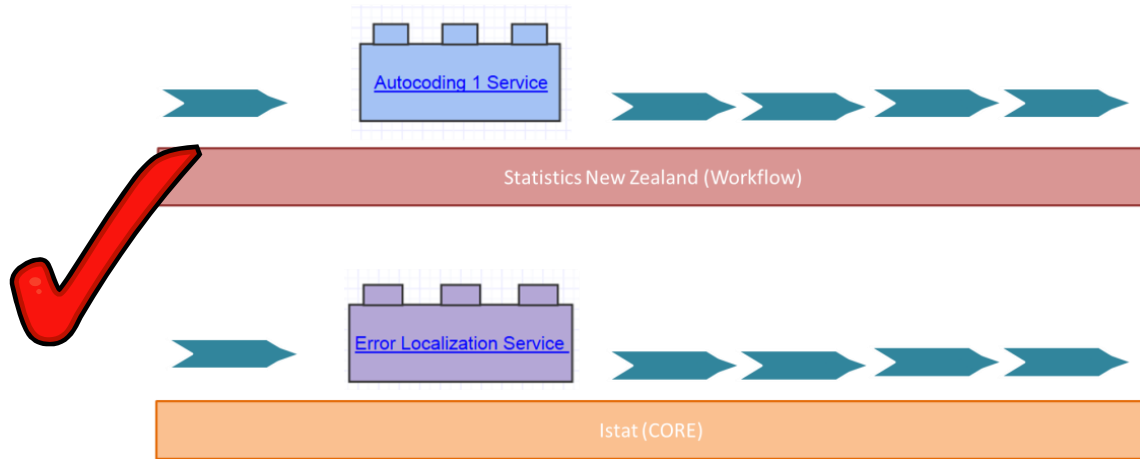 Autocoding 1 Service
Statistics New Zealand (Workflow)
Error Localization Service
Istat (CORE)